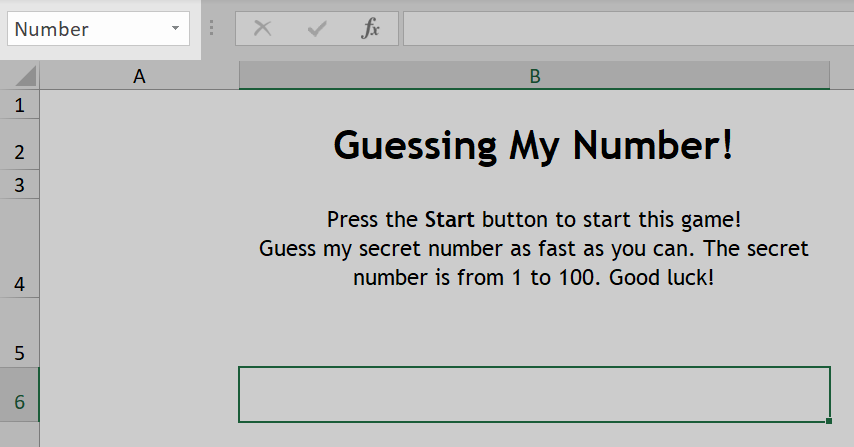 Number
fx
A B
1
2 Guessing My Number!
3
Press the Start button to start this game!
Guess my secret number as fast as you can. The secret
4 number is from 1 to 100. Good luck!
5
6